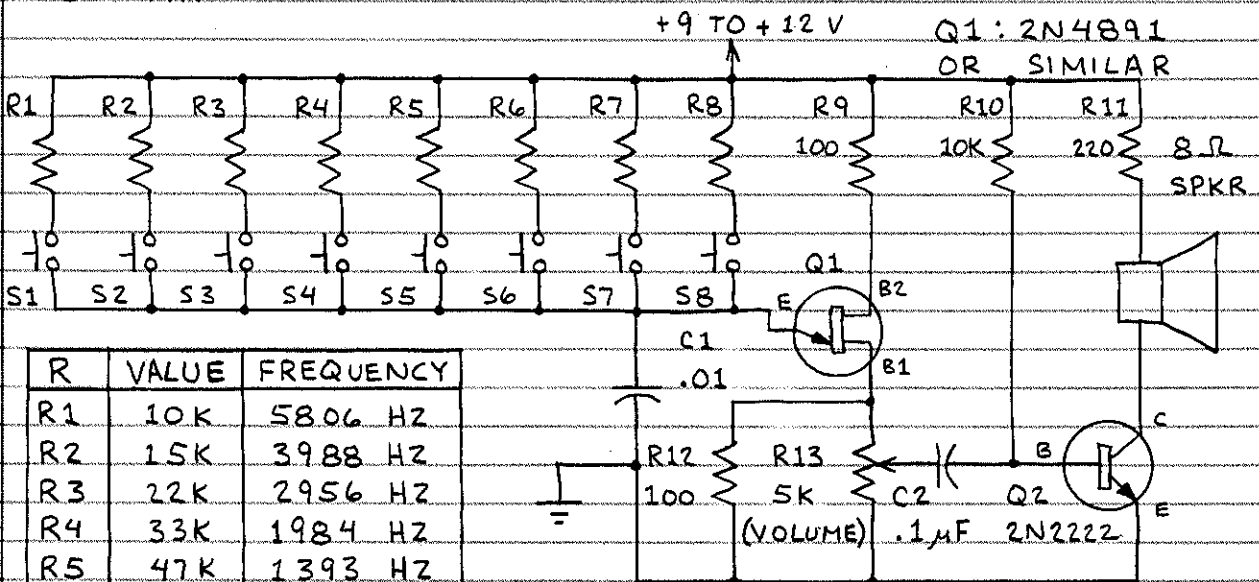 +9 TO +12 V
Q1: 2N4891
OR SIMILAR
R1 R2 R3 R4 R5 R6 R7 R8 R9 R10 R11
100 10K 220 8 Ω
SPKR
Q1
S1 S2 S3 S4 S5 S6 S7 S8 E B2
C1
B1
.01
R VALUE FREQUENCY
R1 10K 5806 HZ
R2 15K 3988 HZ
R3 22K 2956 HZ
R4 33K 1984 HZ
R5 47K 1393 HZ
C
R12 R13 B
100 5K C2 Q2 E
(VOLUME) .1μF 2N2222